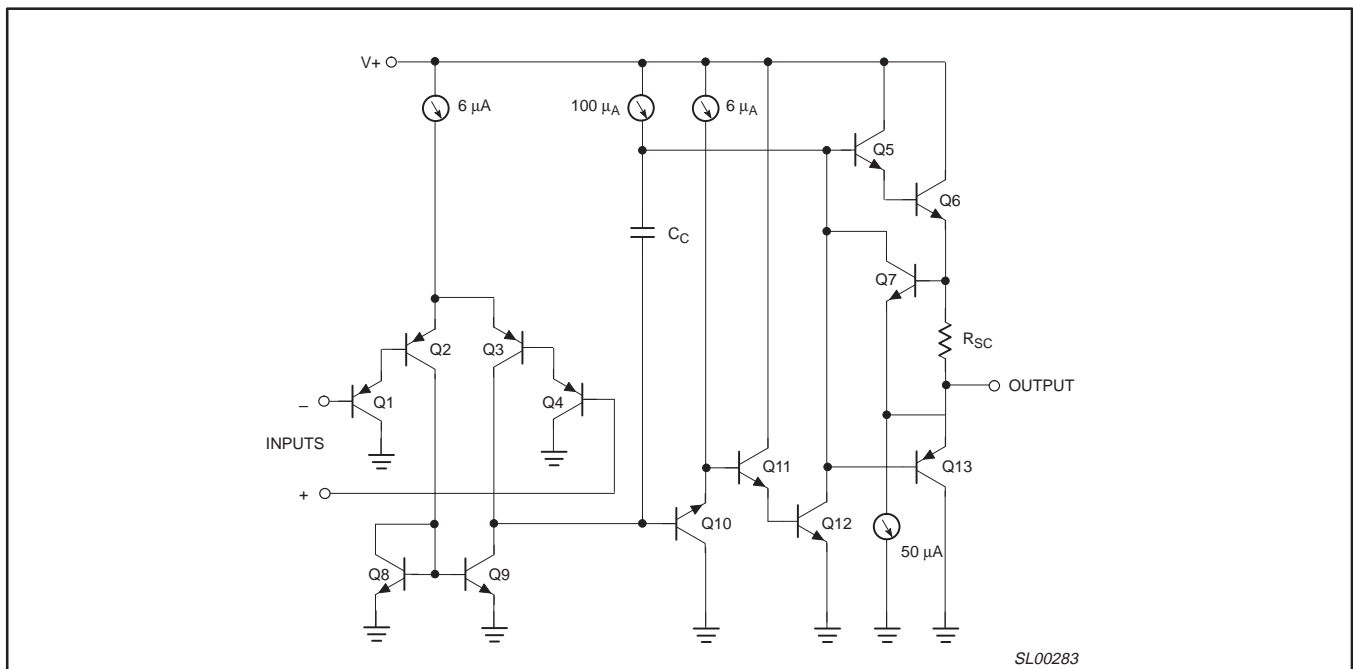 V+
6 μA
100 μA
6 μA
Q5
Q6
CC
Q7
RSC
Q2
Q3
OUTPUT
Q1
Q4
–
INPUTS
Q11
Q13
+
Q10
Q12
50 μA
Q8
Q9
SL00283